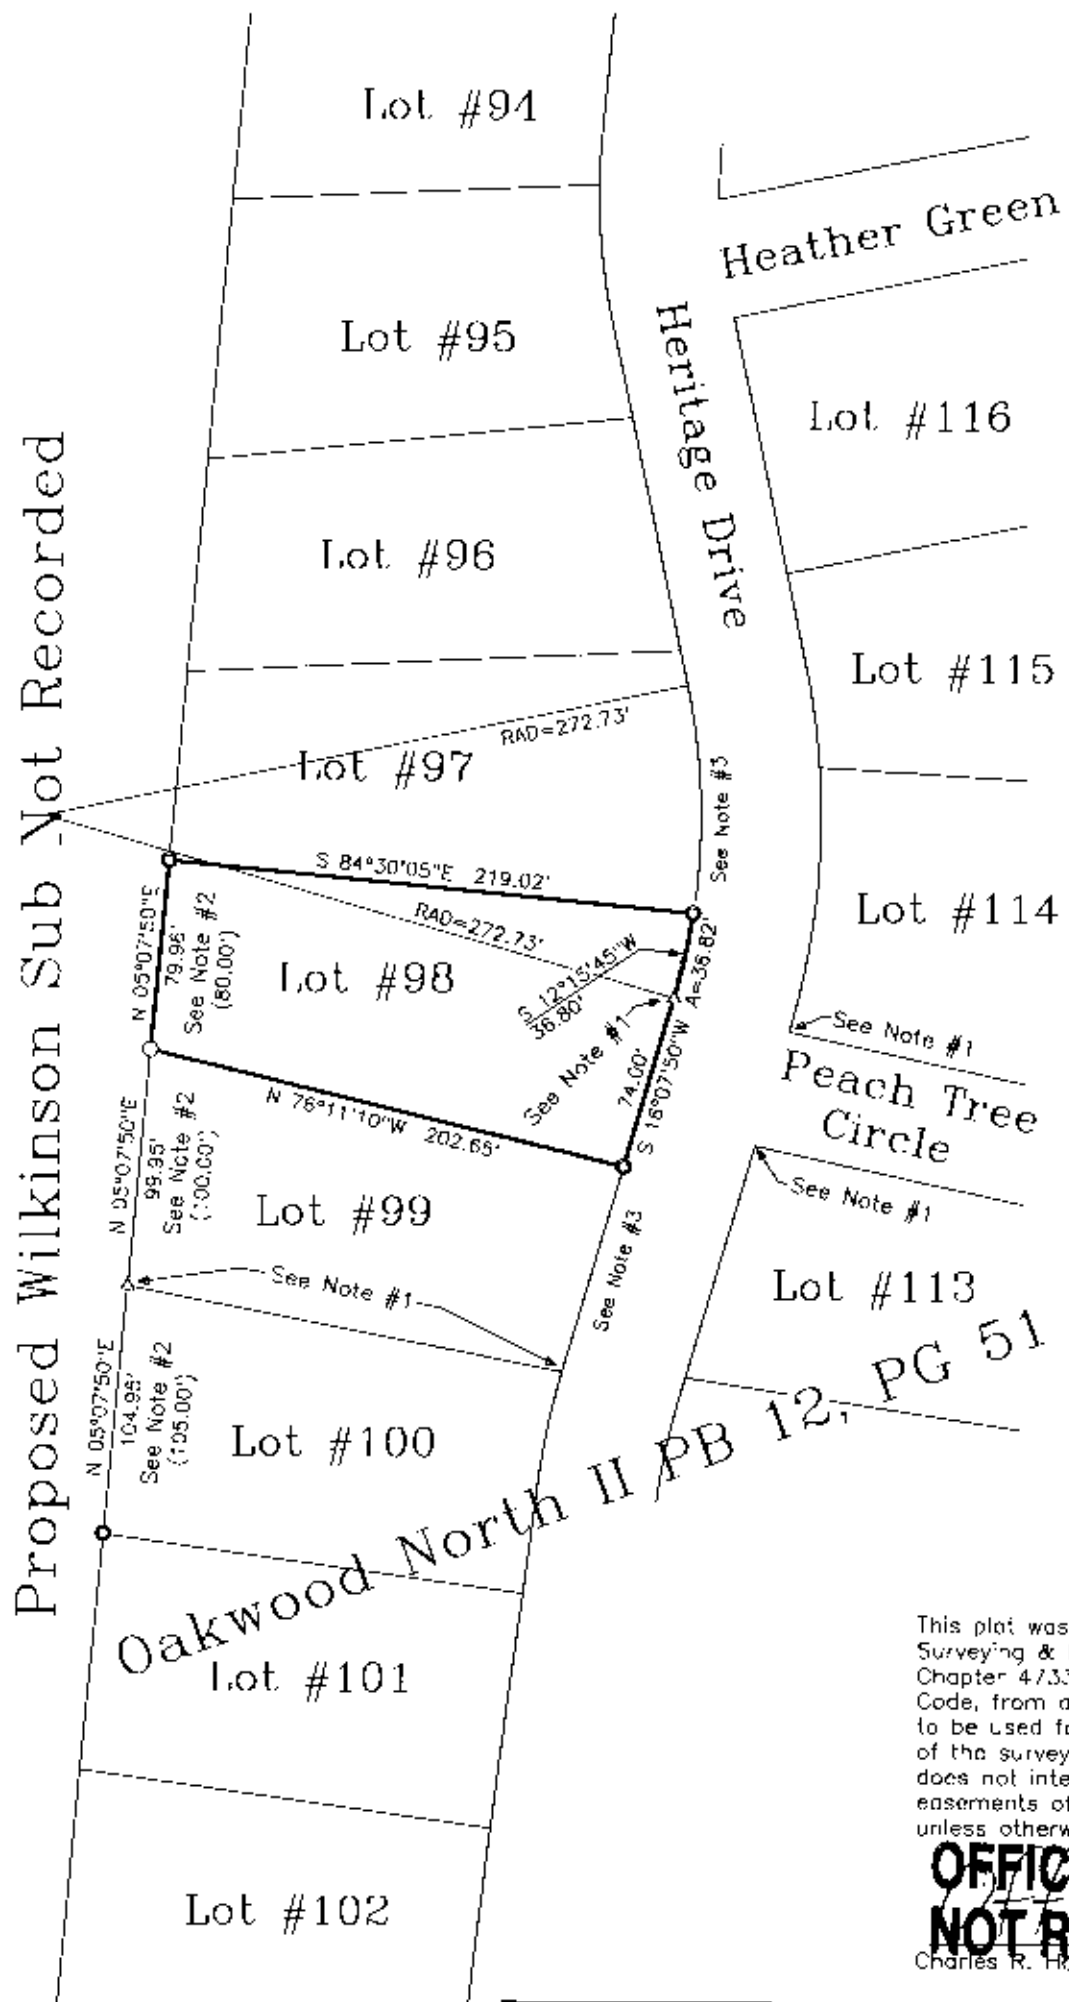 Lot #94
Heather Green
Heritage Drive
Lot #95
Lot #116
Lot #96
Lot #115
RAD=272.73'
Lot #97
See Note #3
Proposed Wilkinson Sub Not Recorded
S 84°30'05"E 219.02'
Lot #114
N 05°07'50"E
79.96'
See Note #2
(80.00')
RAD=272.73'
Lot #98
S 12°15'45"W
36.80'
A=36.82'
See Note #1
74.00'
S 16°07'50"W
See Note #1
Peach Tree
Circle
N 76°11'10"W 202.65'
N 05°07'50"E
99.95'
See Note #2
(100.00')
Lot #99
See Note #1
See Note #3
See Note #1
Lot #113
N 05°07'50"E
104.95'
See Note #2
(105.00')
Lot #100
Oakwood North II PB 12, PG 51
Lot #101
Lot #102
This plat was
Surveying &
Chapter 4733
Code, from a
to be used fo
of the survey
does not inte
easements of
unless otherw
OFFIC
NOT R
Charles R.